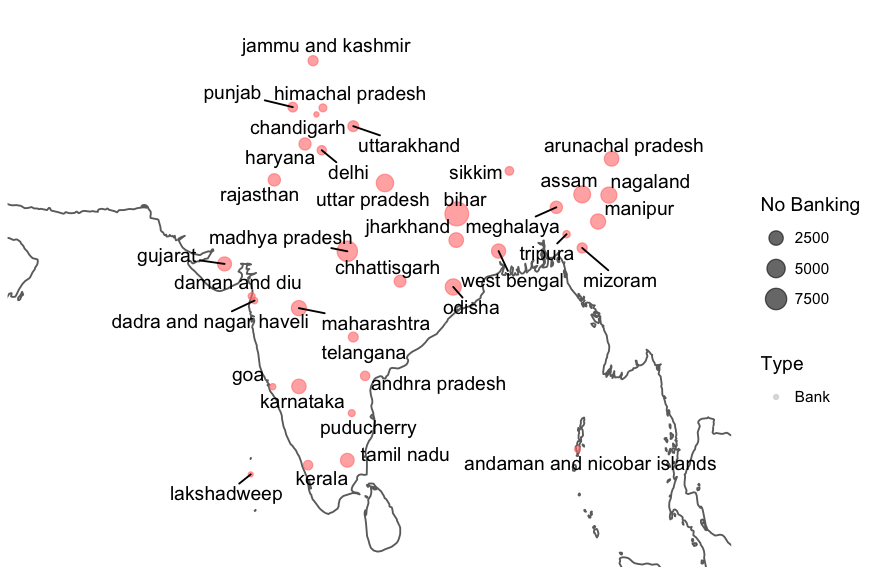 jammu and kashmir
punjab
himachal pradesh
chandigarh
uttarakhand
arunachal pradesh
haryana
delhi
sikkim
rajasthan
uttar pradesh
bihar
assam
nagaland
manipur
jharkhand
meghalaya
madhya pradesh
gujarat
tripura
chhattisgarh
daman and diu
west bengal
mizoram
odisha
dadra and nagar haveli
maharashtra
telangana
goa
andhra pradesh
karnataka
puducherry
tamil nadu
andaman and nicobar islands
kerala
lakshadweep
No Banking
2500
5000
7500
Type
Bank